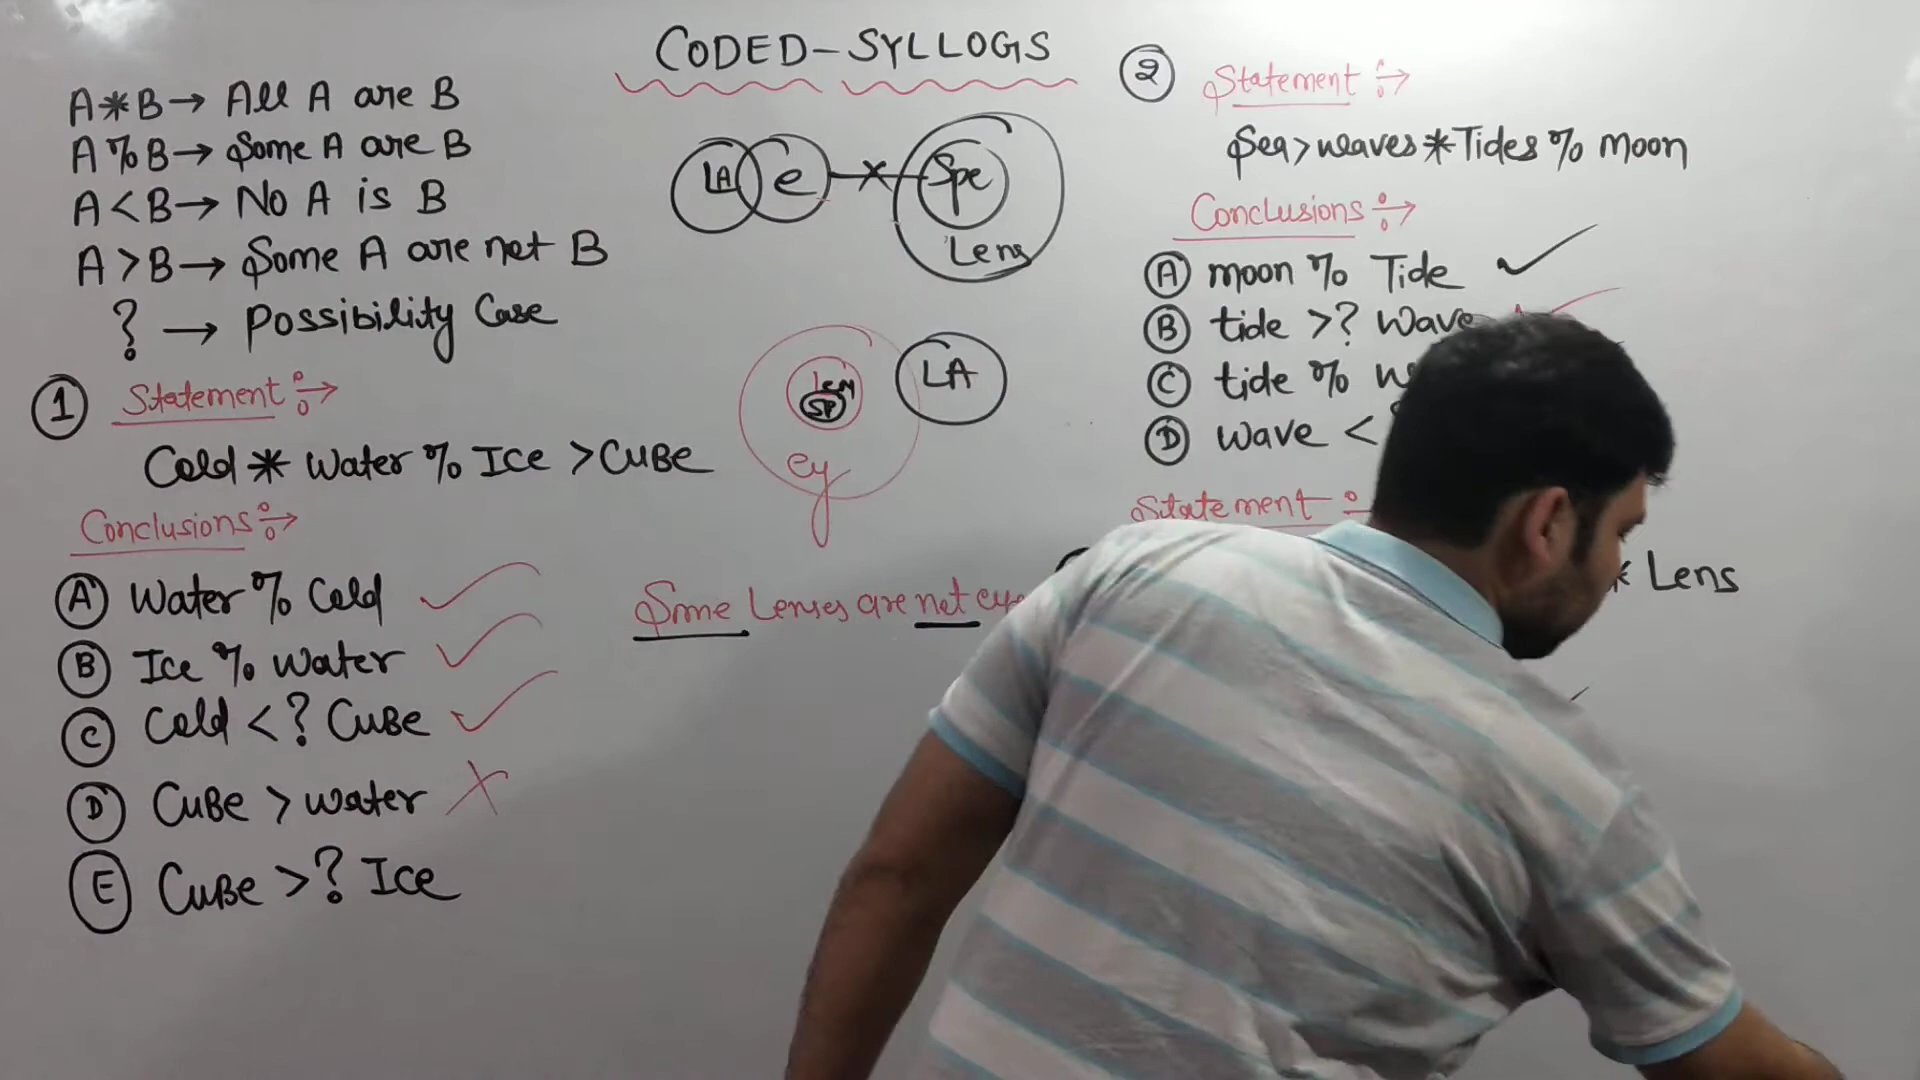 CODED-SYLLOGS
A*B→ All A are B
A%B→ Some A are B
A<B→ No A is B
A>B→ Some A are not B
? → Possibility Case
① Statement ÷→
Cold * Water % Ice >CuBe
Conclusions ÷→
Ⓐ Water % Cold ✓
Ⓑ Ice % Water ✓
Ⓒ Cold <? CuBe ✓
Ⓓ CuBe > water ✗
Ⓔ CuBe >? Ice
LA e Spe
Lens
Len SP LA
ey
Some Lenses are not
② Statement ÷→
Sea>waves*Tides % moon
Conclusions ÷→
Ⓐ moon % Tide ✓
Ⓑ tide >? Wave
Ⓒ tide %
Ⓓ wave <
Statement
* Lens